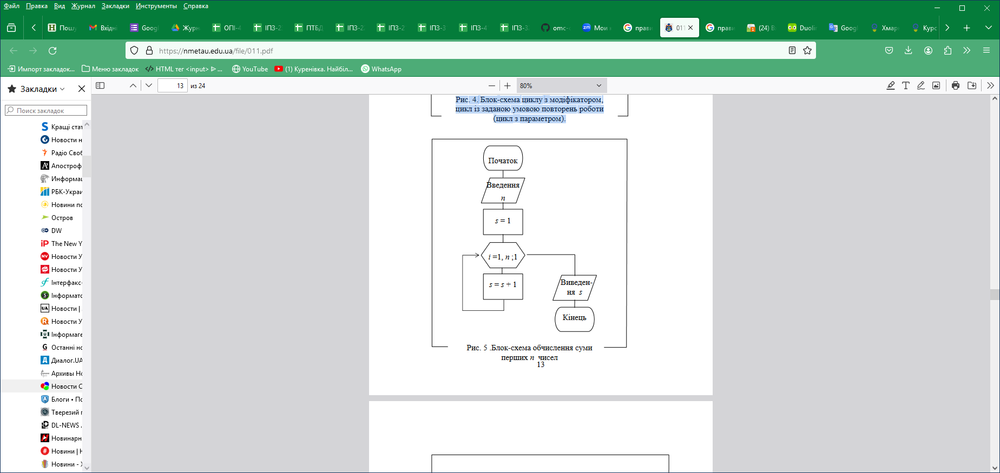 Файл Правка Вид Журнал Закладки Инструменты Справка
Пошу Вхідні Googl Журн ОПІ-4 ІПЗ-2 ПТБД ІПЗ-2 ІПЗ-2 ІПЗ-3 ІПЗ-4 ІПЗ-3 omc-c Мои к прави 011 прави (24) В Duolin Googl Хмарн Курс
https://nmetau.edu.ua/file/011.pdf
Импорт закладок... Меню закладок HTML тег <input> ᐅ ... YouTube (1) Куренівка. Найбіл... WhatsApp
Закладки
13 из 24
80%
Поиск закладок
Кращі стат
Новости н
Радіо Своб
Апостроф
Информац
РБК-Украи
Новини по
Остров
DW
The New Y
Новости У
Новости У
Інтерфакс-
Інформато
Новости |
Новости У
Інформаге
Останні но
Диалог.UA
Архивы Но
Новости С
Блоги • По
Тверезий п
DL-NEWS .
Новинарн
Новини | Н
Новини - Х
Рис. 4. Блок-схема циклу з модіфікатором,
цикл із заданою умовою повторень роботи
(цикл з параметром).
Початок
Введення
n
s = 1
i =1, n ;1
s = s + 1
Виведен-
ня s
Кінець
Рис. 5 .Блок-схема обчислення суми
перших n чисел
13